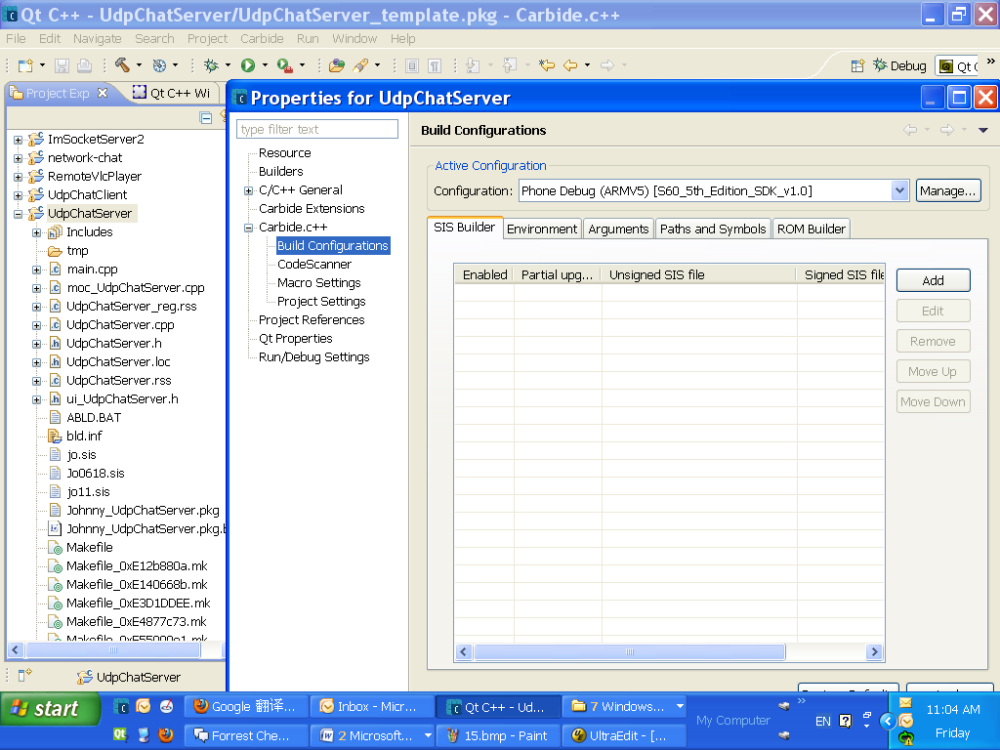 Qt C++ - UdpChatServer/UdpChatServer_template.pkg - Carbide.c++
File Edit Navigate Search Project Carbide Run Window Help
Debug Qt C »
Project Exp Qt C++ Wi
ImSocketServer2
network-chat
RemoteVlcPlayer
UdpChatClient
UdpChatServer
Includes
tmp
main.cpp
moc_UdpChatServer.cpp
UdpChatServer_reg.rss
UdpChatServer.cpp
UdpChatServer.h
UdpChatServer.loc
UdpChatServer.rss
ui_UdpChatServer.h
ABLD.BAT
bld.inf
jo.sis
Jo0618.sis
jo11.sis
Johnny_UdpChatServer.pkg
Johnny_UdpChatServer.pkg.b
Makefile
Makefile_0xE12b880a.mk
Makefile_0xE140668b.mk
Makefile_0xE3D1DDEE.mk
Makefile_0xE4877c73.mk
Makefile_0xE55000e1.mk
UdpChatServer
Properties for UdpChatServer
type filter text
Resource
Builders
C/C++ General
Carbide Extensions
Carbide.c++
Build Configurations
CodeScanner
Macro Settings
Project Settings
Project References
Qt Properties
Run/Debug Settings
Build Configurations
Active Configuration
Configuration: Phone Debug (ARMV5) [S60_5th_Edition_SDK_v1.0] Manage...
SIS Builder Environment Arguments Paths and Symbols ROM Builder
Enabled Partial upg... Unsigned SIS file Signed SIS file
Add
Edit
Remove
Move Up
Move Down
start Google 翻译... Inbox - Micr... Qt C++ - Ud... 7 Windows... » 11:04 AM
My Computer EN
Forrest Che... 2 Microsoft... 15.bmp - Paint UltraEdit - [... Friday